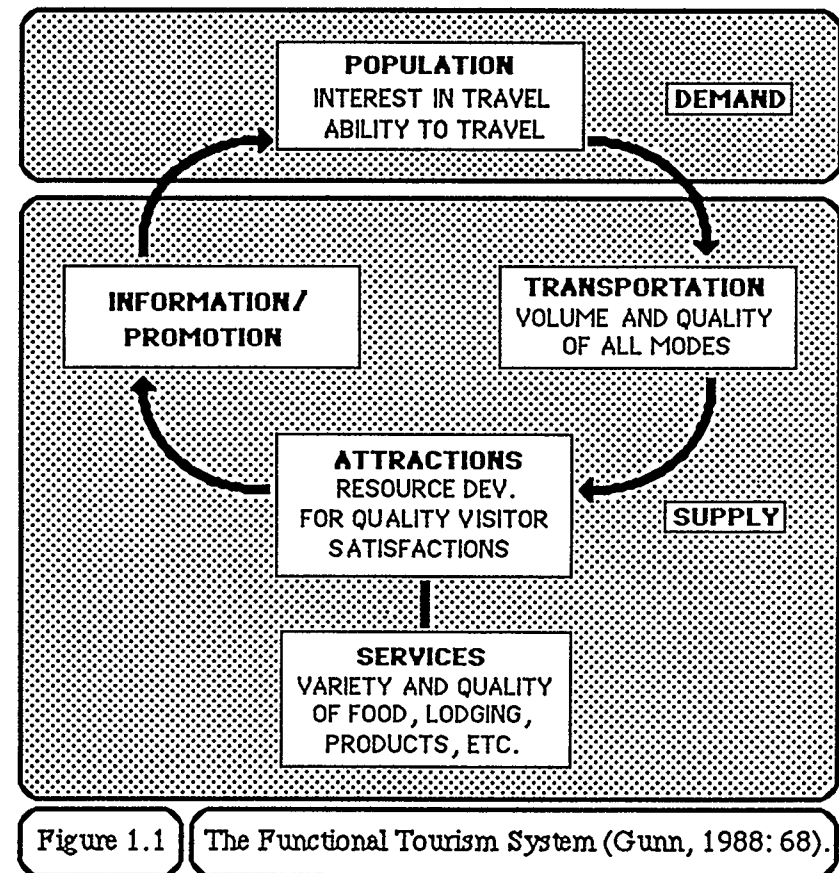 POPULATION
INTEREST IN TRAVEL
ABILITY TO TRAVEL
DEMAND
INFORMATION/
PROMOTION
TRANSPORTATION
VOLUME AND QUALITY
OF ALL MODES
ATTRACTIONS
RESOURCE DEV.
FOR QUALITY VISITOR
SATISFACTIONS
SUPPLY
SERVICES
VARIETY AND QUALITY
OF FOOD, LODGING,
PRODUCTS, ETC.
Figure 1.1
The Functional Tourism System (Gunn, 1988: 68).